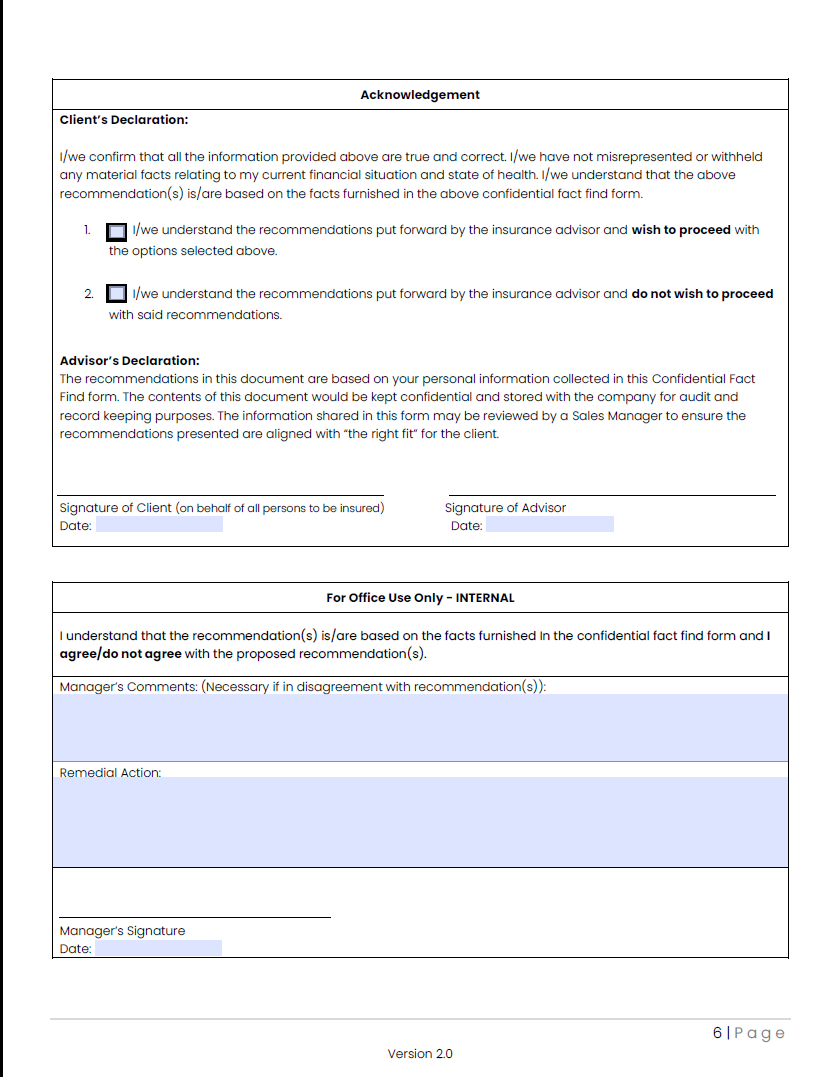 Acknowledgement
Client's Declaration:
I/we confirm that all the information provided above are true and correct. I/we have not misrepresented or withheld
any material facts relating to my current financial situation and state of health. I/we understand that the above
recommendation(s) is/are based on the facts furnished in the above confidential fact find form.
1. I/we understand the recommendations put forward by the insurance advisor and wish to proceed with
the options selected above.
2. I/we understand the recommendations put forward by the insurance advisor and do not wish to proceed
with said recommendations.
Advisor's Declaration:
The recommendations in this document are based on your personal information collected in this Confidential Fact
Find form. The contents of this document would be kept confidential and stored with the company for audit and
record keeping purposes. The information shared in this form may be reviewed by a Sales Manager to ensure the
recommendations presented are aligned with “the right fit” for the client.
Signature of Client (on behalf of all persons to be insured) Signature of Advisor
Date: Date:
For Office Use Only - INTERNAL
I understand that the recommendation(s) is/are based on the facts furnished In the confidential fact find form and I
agree/do not agree with the proposed recommendation(s).
Manager's Comments: (Necessary if in disagreement with recommendation(s)):
Remedial Action:
Manager's Signature
Date:
6 | Page
Version 2.0